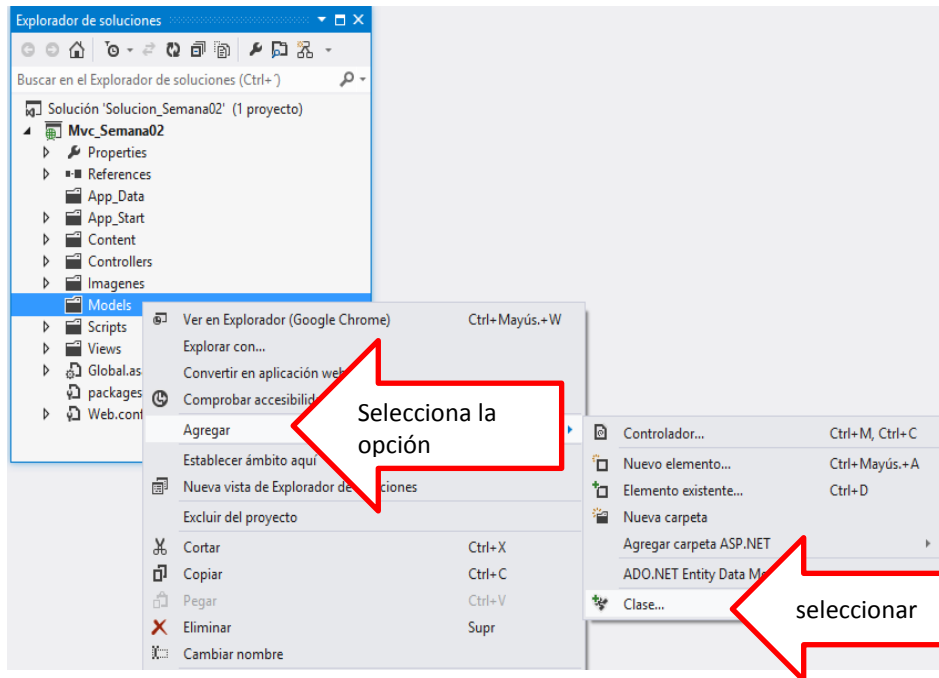 Explorador de soluciones
Buscar en el Explorador de soluciones (Ctrl+´)
Solución 'Solucion_Semana02' (1 proyecto)
Mvc_Semana02
Properties
References
App_Data
App_Start
Content
Controllers
Imagenes
Models
Scripts
Views
Global.as
packages
Web.conf
Ver en Explorador (Google Chrome) Ctrl+Mayús.+W
Explorar con...
Convertir en aplicación web
Comprobar accesibilid
Agregar
Establecer ámbito aquí
Nueva vista de Explorador de ciones
Excluir del proyecto
Cortar Ctrl+X
Copiar Ctrl+C
Pegar Ctrl+V
Eliminar Supr
Cambiar nombre
Selecciona la
opción
Controlador... Ctrl+M, Ctrl+C
Nuevo elemento... Ctrl+Mayús.+A
Elemento existente... Ctrl+D
Nueva carpeta
Agregar carpeta ASP.NET
ADO.NET Entity Data Mo
Clase...
seleccionar